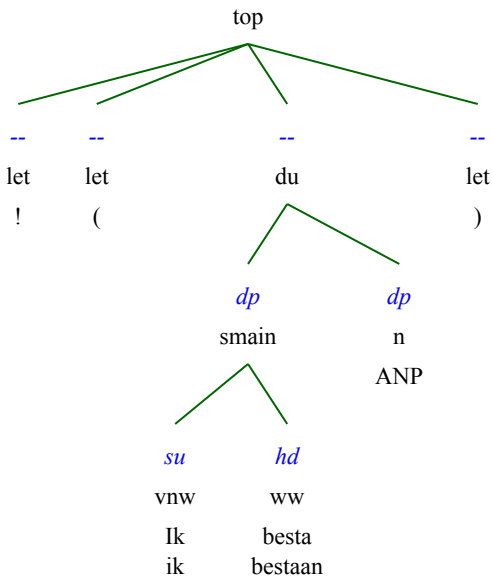 top
-- -- -- --
let let du let
! ( )
dp dp
smain n
ANP
su hd
vnw ww
Ik besta
ik bestaan